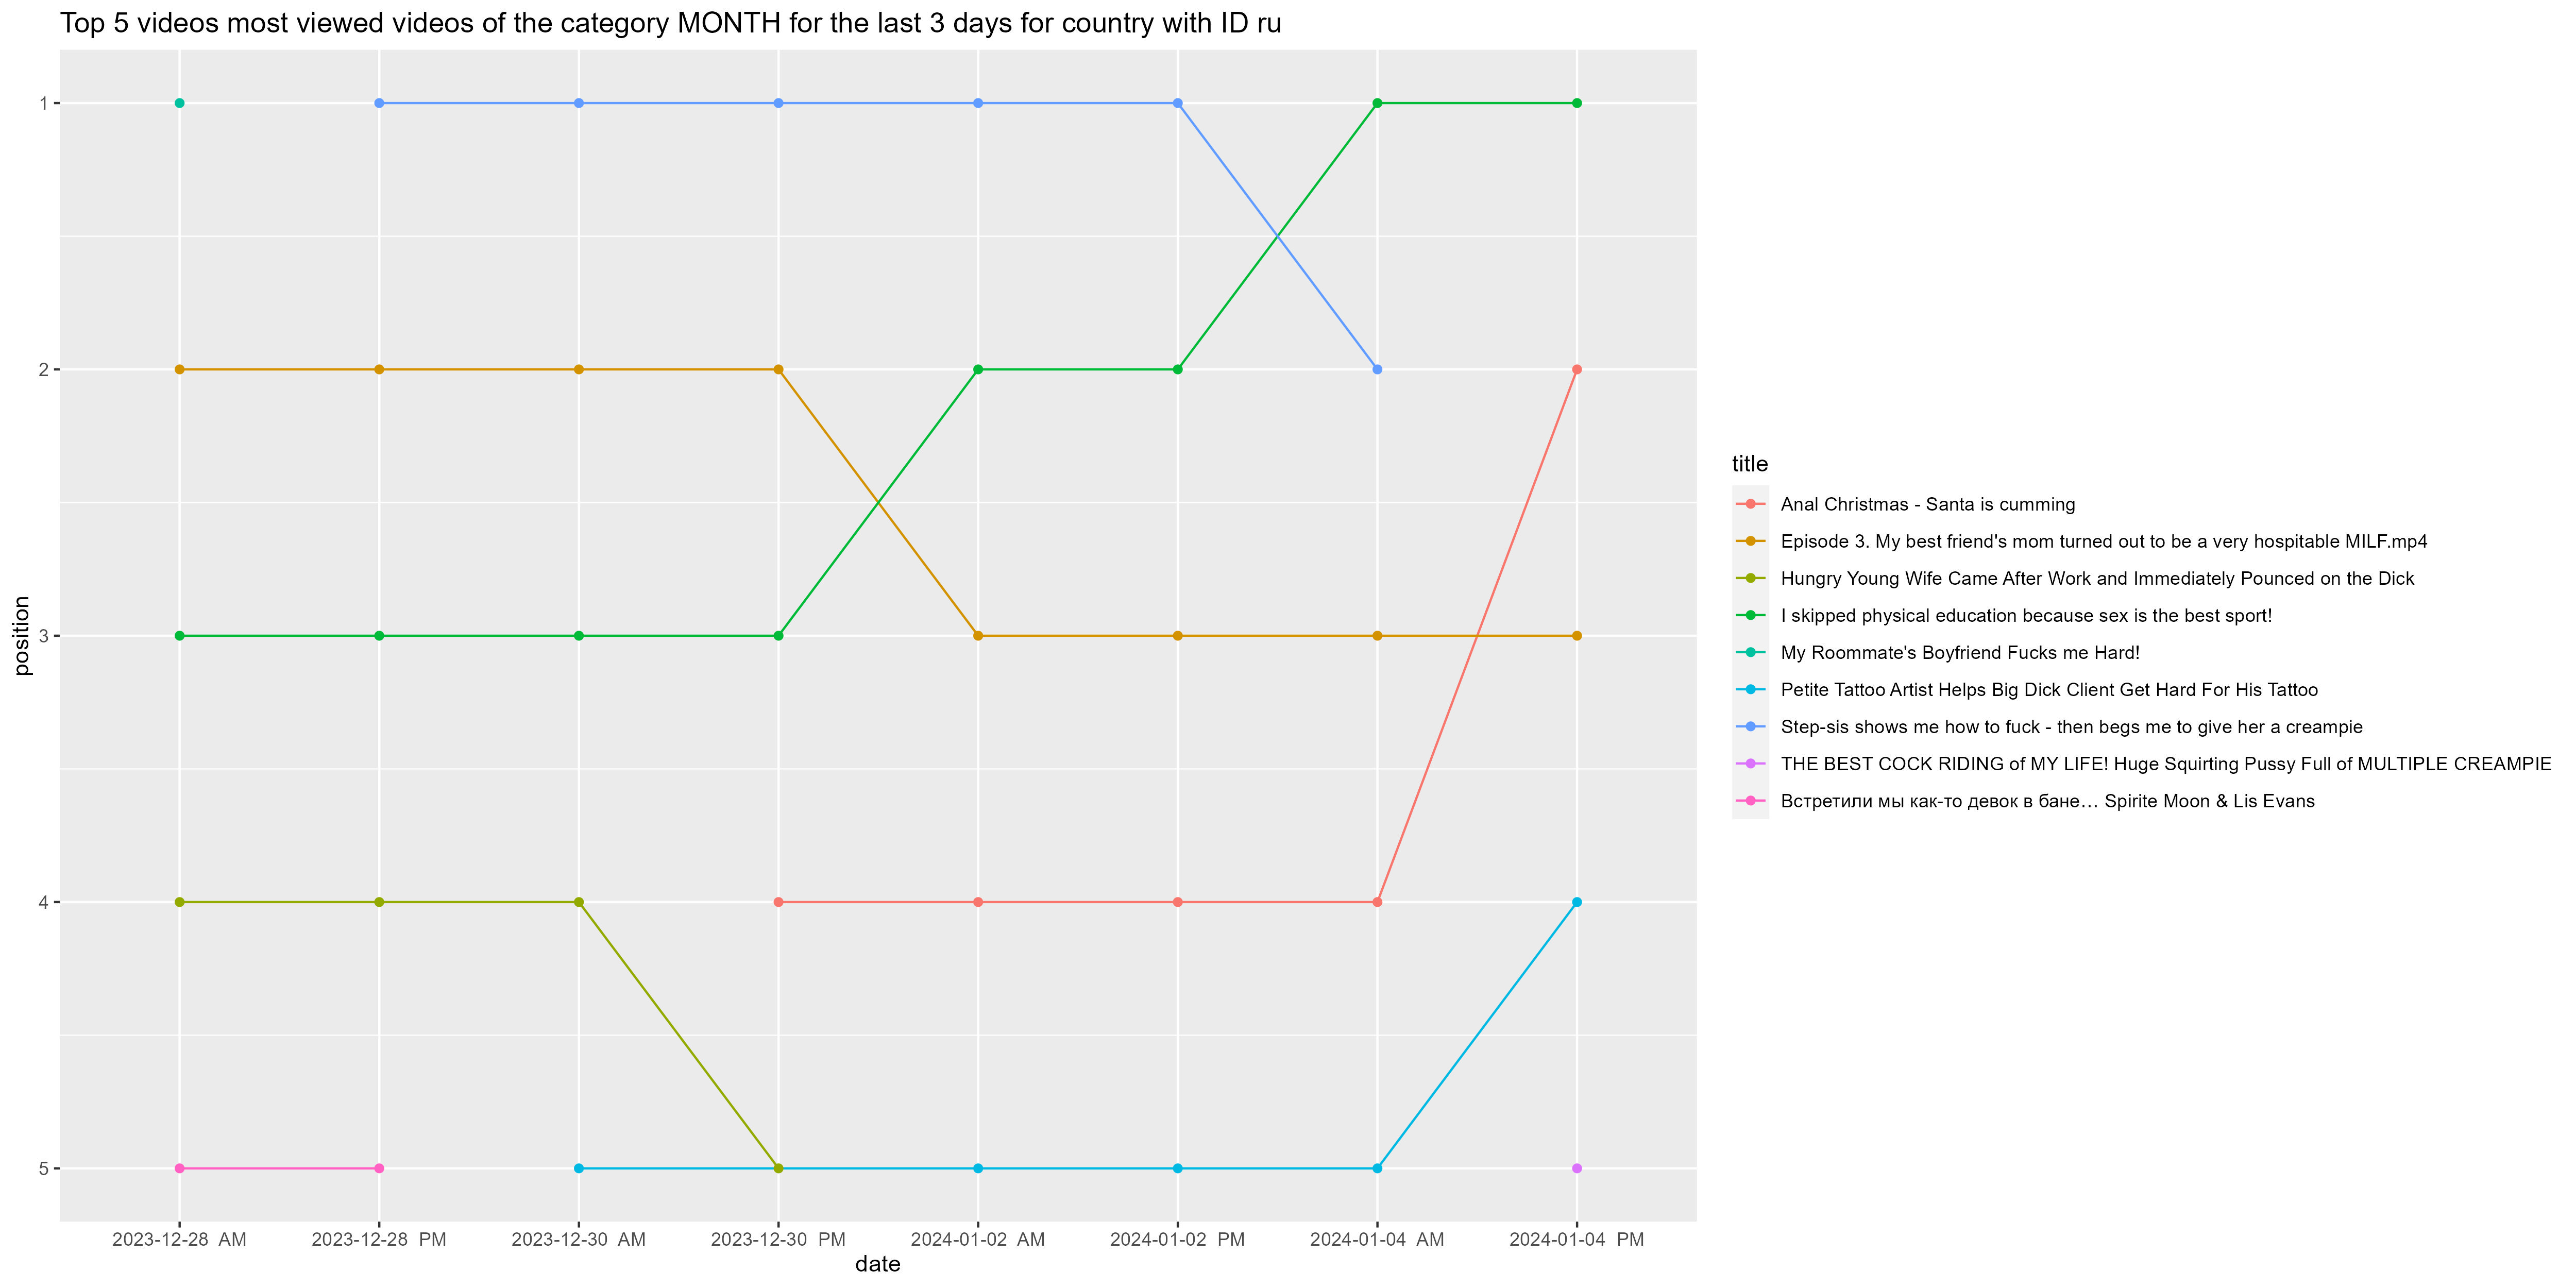 Top 5 videos most viewed videos of the category MONTH for the last 3 days for country with ID ru
position
1
2
3
4
5
2023-12-28 AM
2023-12-28 PM
2023-12-30 AM
2023-12-30 PM
2024-01-02 AM
2024-01-02 PM
2024-01-04 AM
2024-01-04 PM
date
title
Anal Christmas - Santa is cumming
Episode 3. My best friend's mom turned out to be a very hospitable MILF.mp4
Hungry Young Wife Came After Work and Immediately Pounced on the Dick
I skipped physical education because sex is the best sport!
My Roommate's Boyfriend Fucks me Hard!
Petite Tattoo Artist Helps Big Dick Client Get Hard For His Tattoo
Step-sis shows me how to fuck - then begs me to give her a creampie
THE BEST COCK RIDING of MY LIFE! Huge Squirting Pussy Full of MULTIPLE CREAMPIE
Встретили мы как-то девок в бане… Spirite Moon & Lis Evans